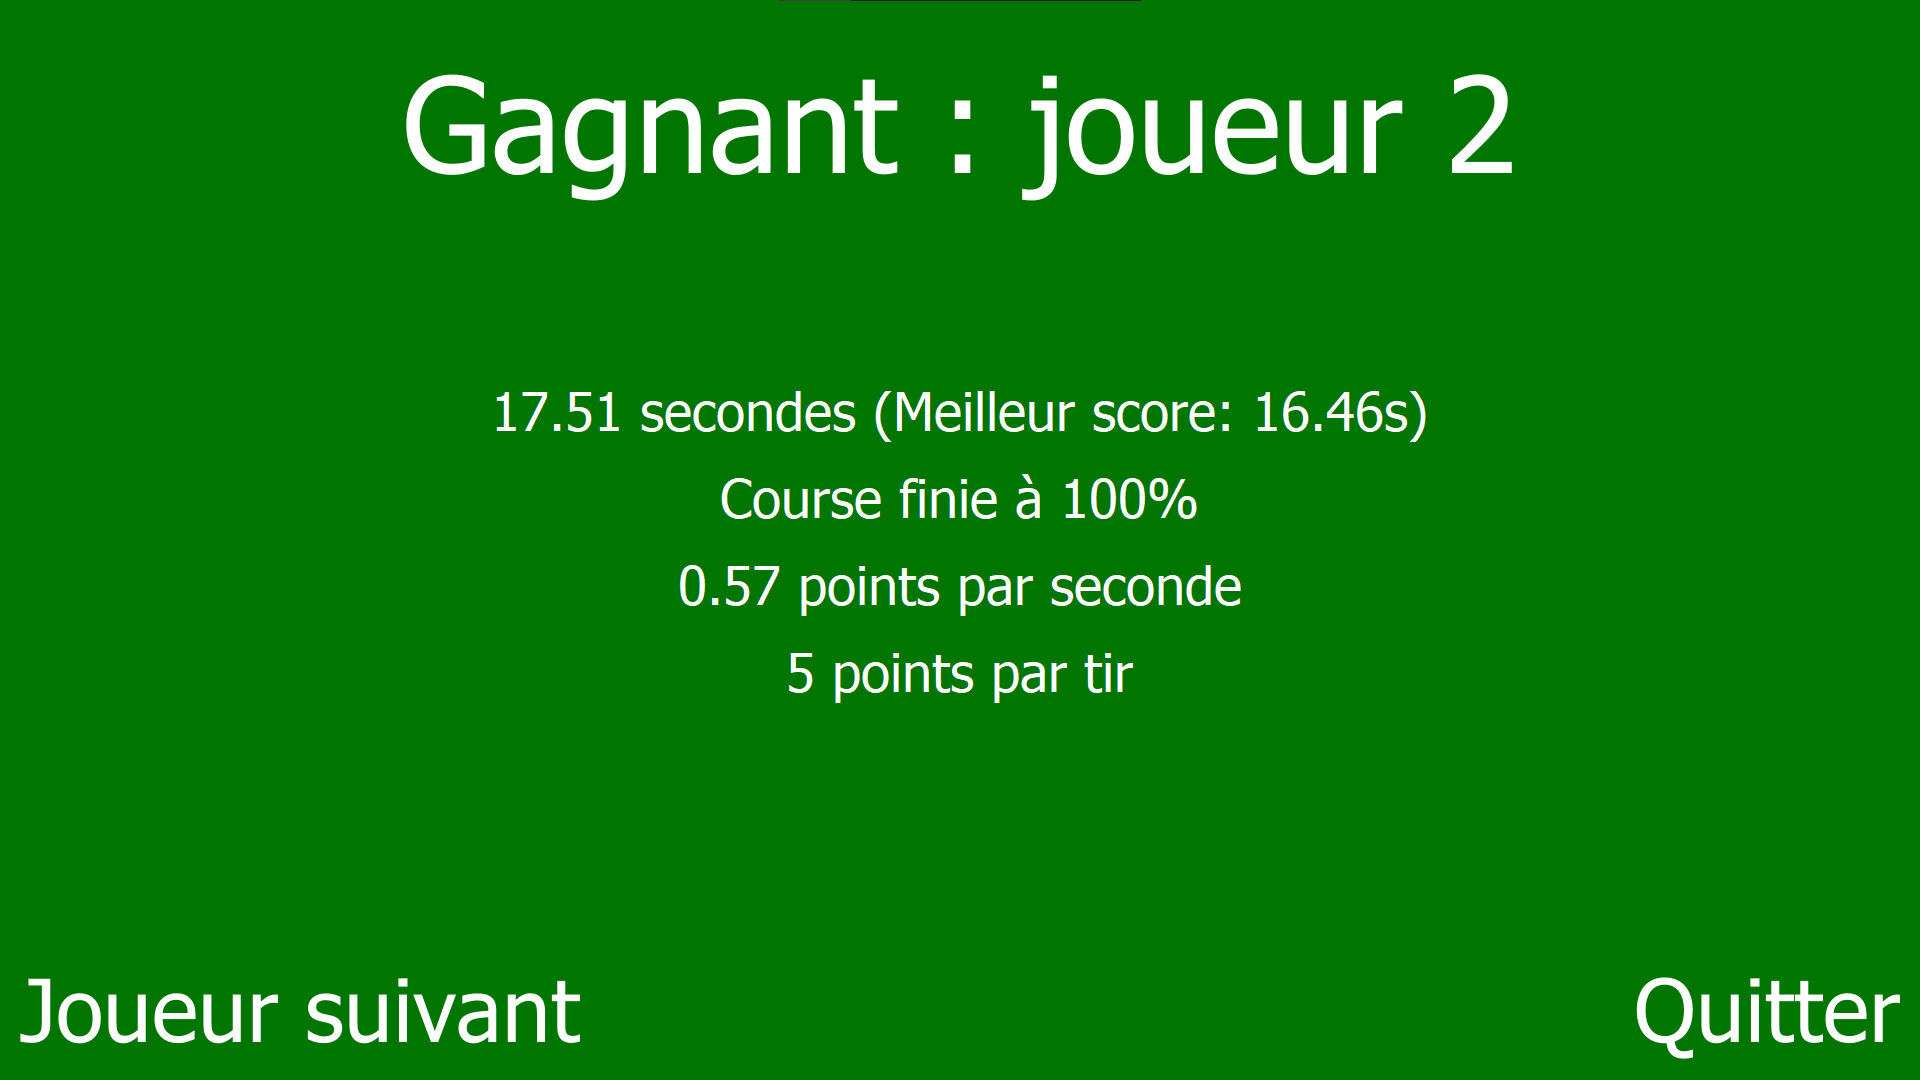 Gagnant : joueur 2
17.51 secondes (Meilleur score: 16.46s)
Course finie à 100%
0.57 points par seconde
5 points par tir
Joueur suivant
Quitter